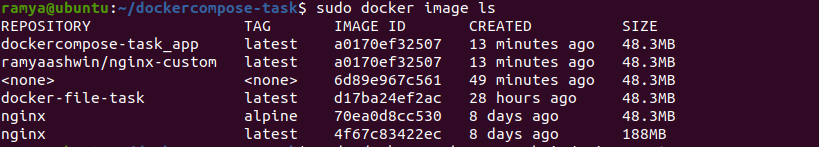 ramya@ubuntu:~/dockercompose-task$ sudo docker image ls
REPOSITORY TAG IMAGE ID CREATED SIZE
dockercompose-task_app latest a0170ef32507 13 minutes ago 48.3MB
ramyaashwin/nginx-custom latest a0170ef32507 13 minutes ago 48.3MB
<none> <none> 6d89e967c561 49 minutes ago 48.3MB
docker-file-task latest d17ba24ef2ac 28 hours ago 48.3MB
nginx alpine 70ea0d8cc530 8 days ago 48.3MB
nginx latest 4f67c83422ec 8 days ago 188MB